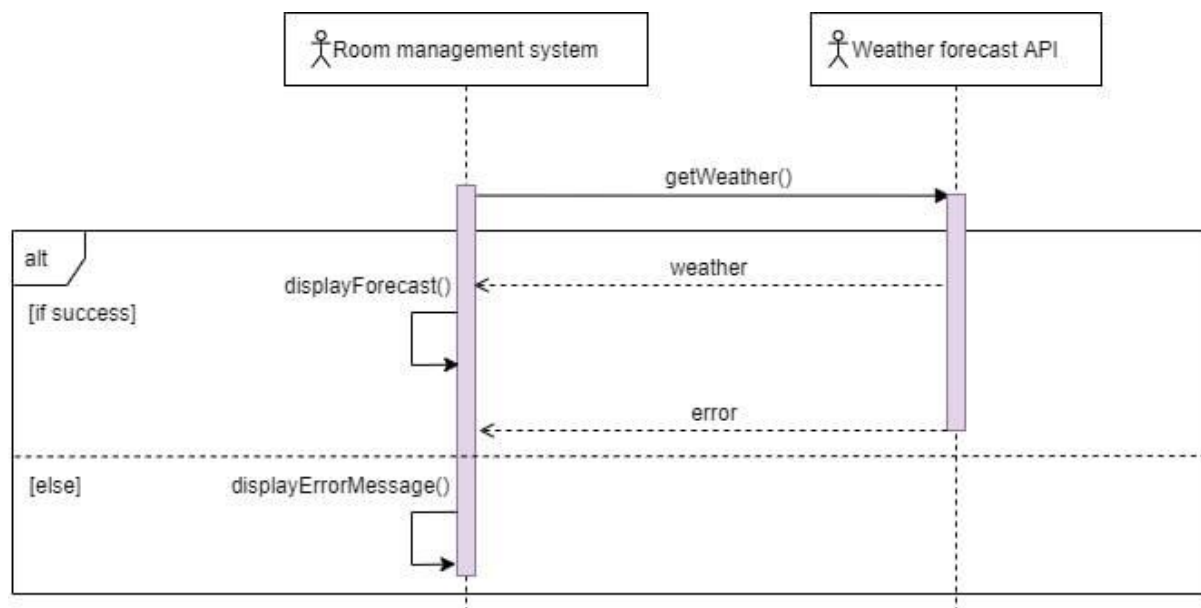 Room management system
Weather forecast API
getWeather()
alt
weather
displayForecast()
[if success]
error
[else]
displayErrorMessage()